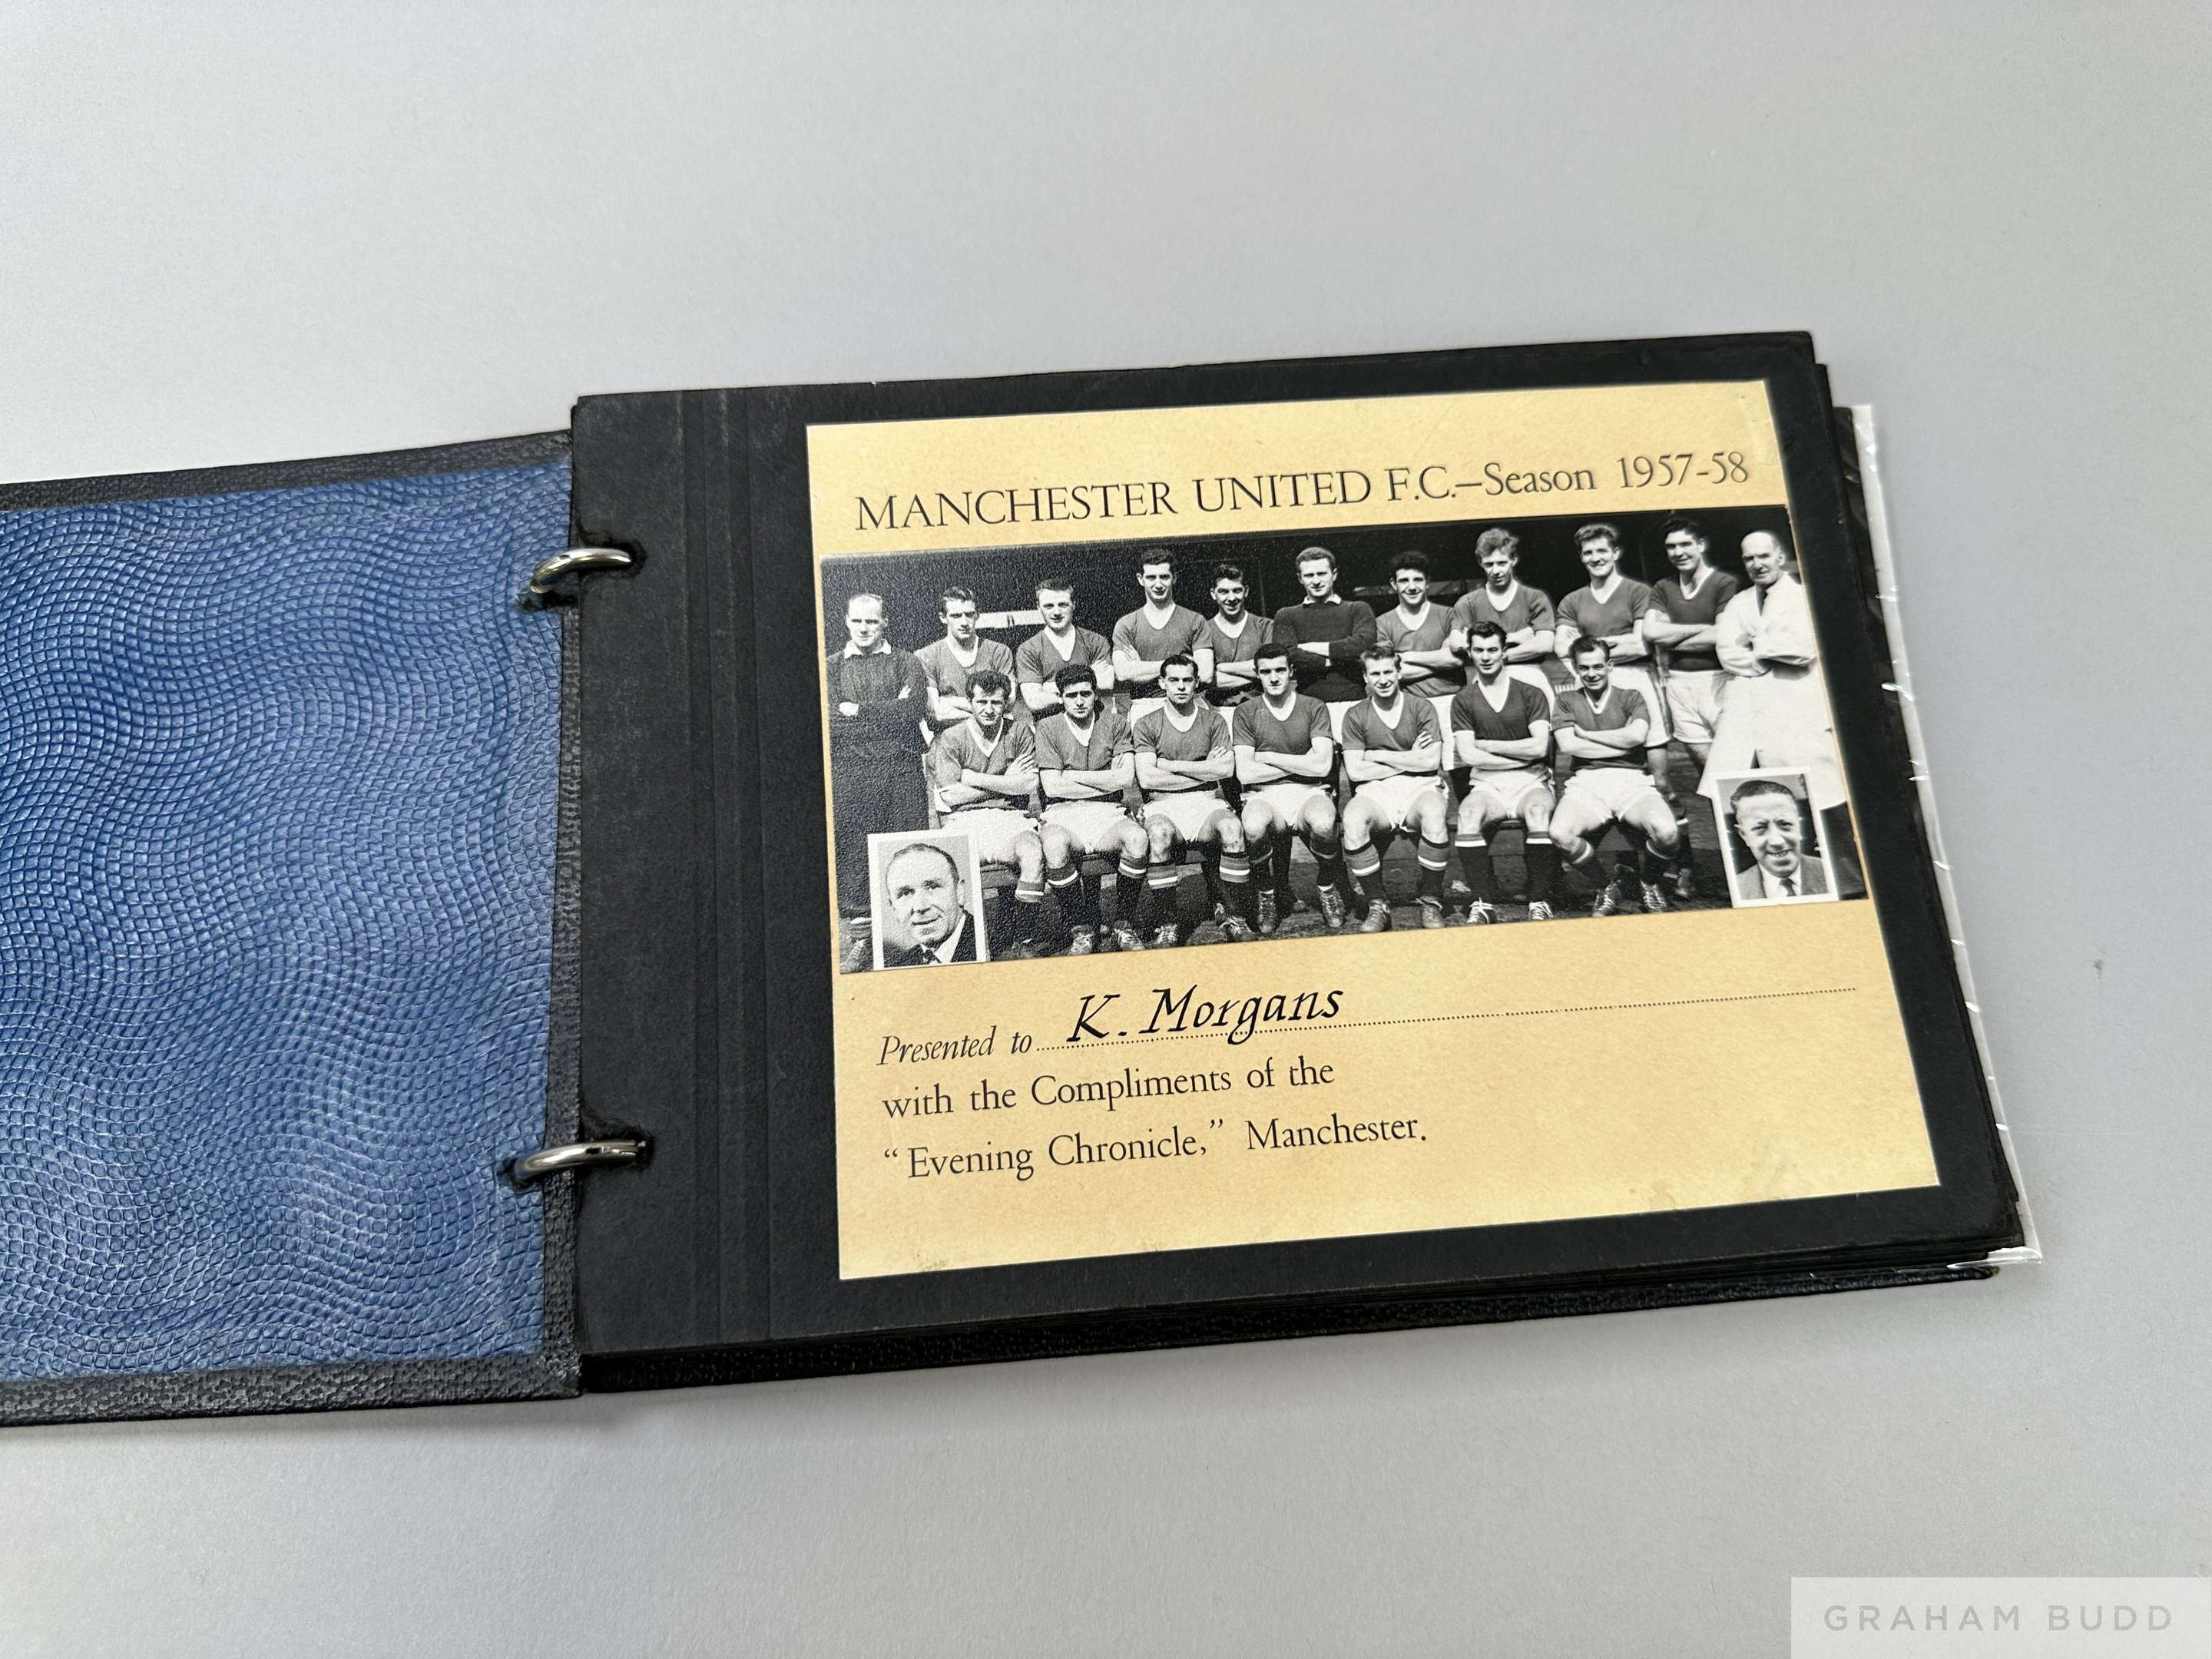 MANCHESTER UNITED F.C.—Season 1957-58
Presented to K. Morgans
with the Compliments of the
“Evening Chronicle,” Manchester.
GRAHAM BUDD